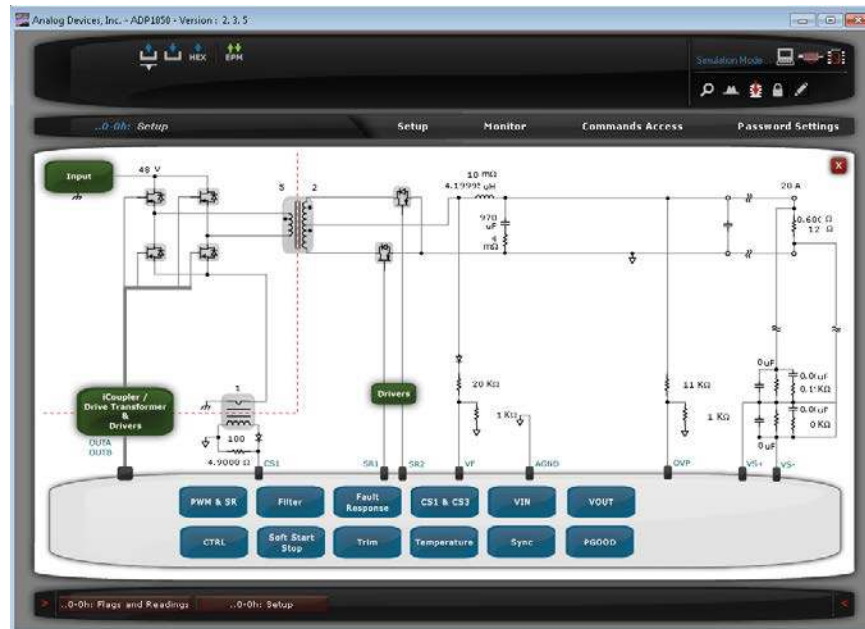 Analog Devices, Inc. - ADP1050 - Version : 2. 3. 5
HEX
EPM
Simulation Mode
..0-0h: Setup
Setup
Monitor
Commands Access
Password Settings
Input
48 V
5
2
10 mΩ
4.19995 uH
970 uF
4 mΩ
20 A
0.600 Ω
12 Ω
iCoupler /
Drive Transformer
&
Drivers
1
100
4.9000 Ω
Drivers
20 KΩ
1 KΩ
11 KΩ
1 KΩ
0 uF
0 KΩ
0 uF
OUTA
OUTB
CS1
SR1
SR2
VF
AGND
OVP
VS+
VS-
PWM & SR
Filter
Fault
Response
CS1 & CS3
VIN
VOUT
CTRL
Soft Start
Stop
Trim
Temperature
Sync
PGOOD
..0-0h: Flags and Readings
..0-0h: Setup